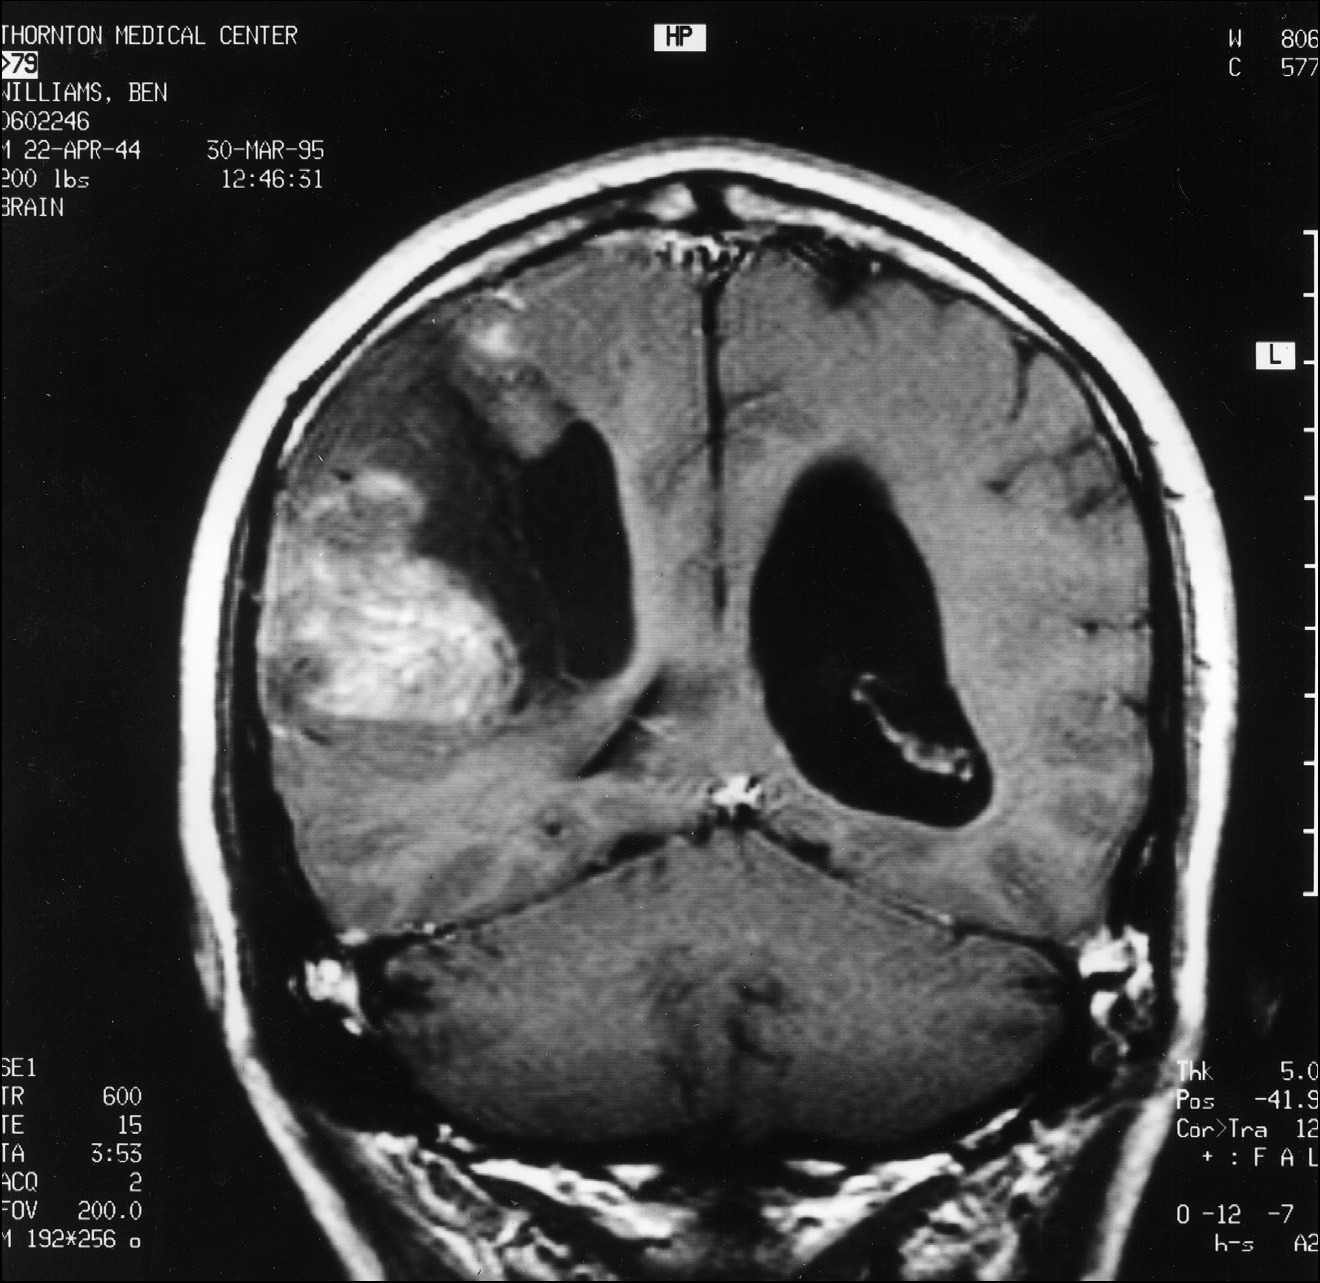 THORNTON MEDICAL CENTER
>79
WILLIAMS, BEN
0602246
M 22-APR-44 30-MAR-95
200 lbs 12:46:31
BRAIN
HP
W 806
C 577
L
SE1
TR 600
TE 15
TA 3:53
ACQ 2
FOV 200.0
M 192*256 o
Thk 5.0
Pos -41.9
Cor>Tra 12
+ : F A L
O -12 -7
h-s A2